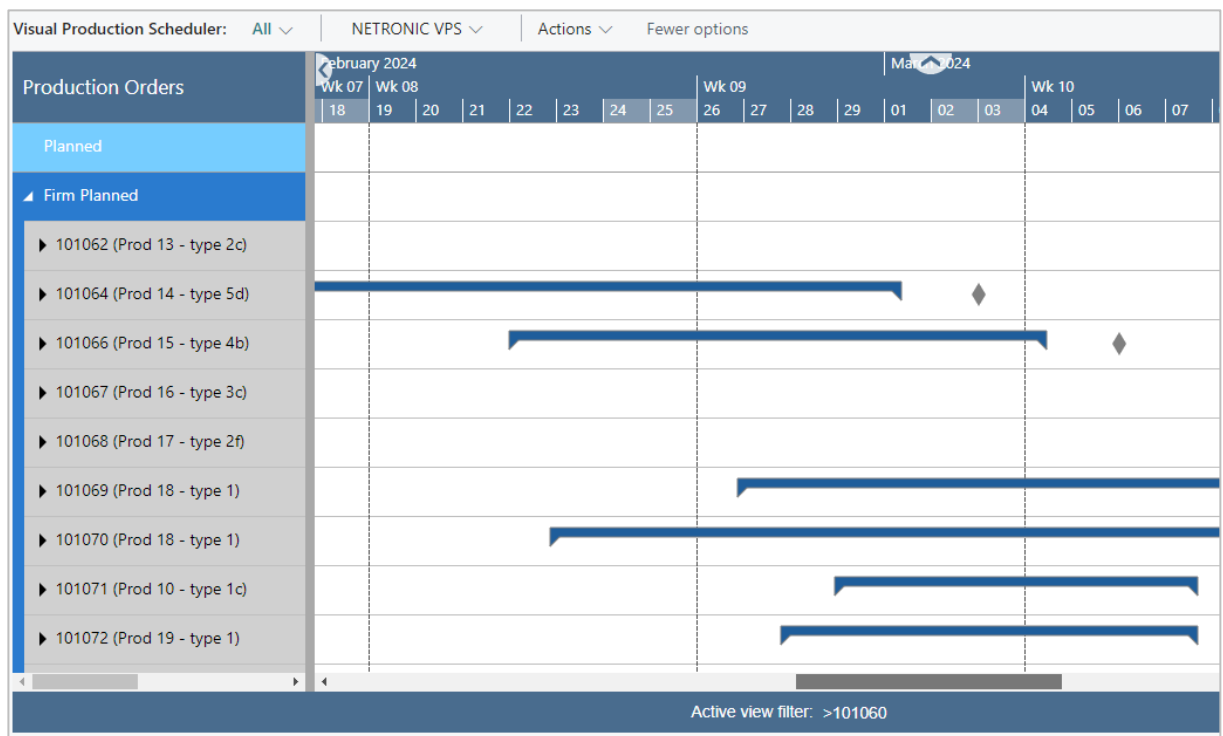 Visual Production Scheduler: All NETRONIC VPS Actions Fewer options
Production Orders
ebruary 2024 2024
Wk 07 Wk 08 Wk 09 Wk 10
18 19 20 21 22 23 24 25 26 27 28 29 01 02 03 04 05 06 07
Planned
Firm Planned
101062 (Prod 13 - type 2c)
101064 (Prod 14 - type 5d)
101066 (Prod 15 - type 4b)
101067 (Prod 16 - type 3c)
101068 (Prod 17 - type 2f)
101069 (Prod 18 - type 1)
101070 (Prod 18 - type 1)
101071 (Prod 10 - type 1c)
101072 (Prod 19 - type 1)
Active view filter: >101060